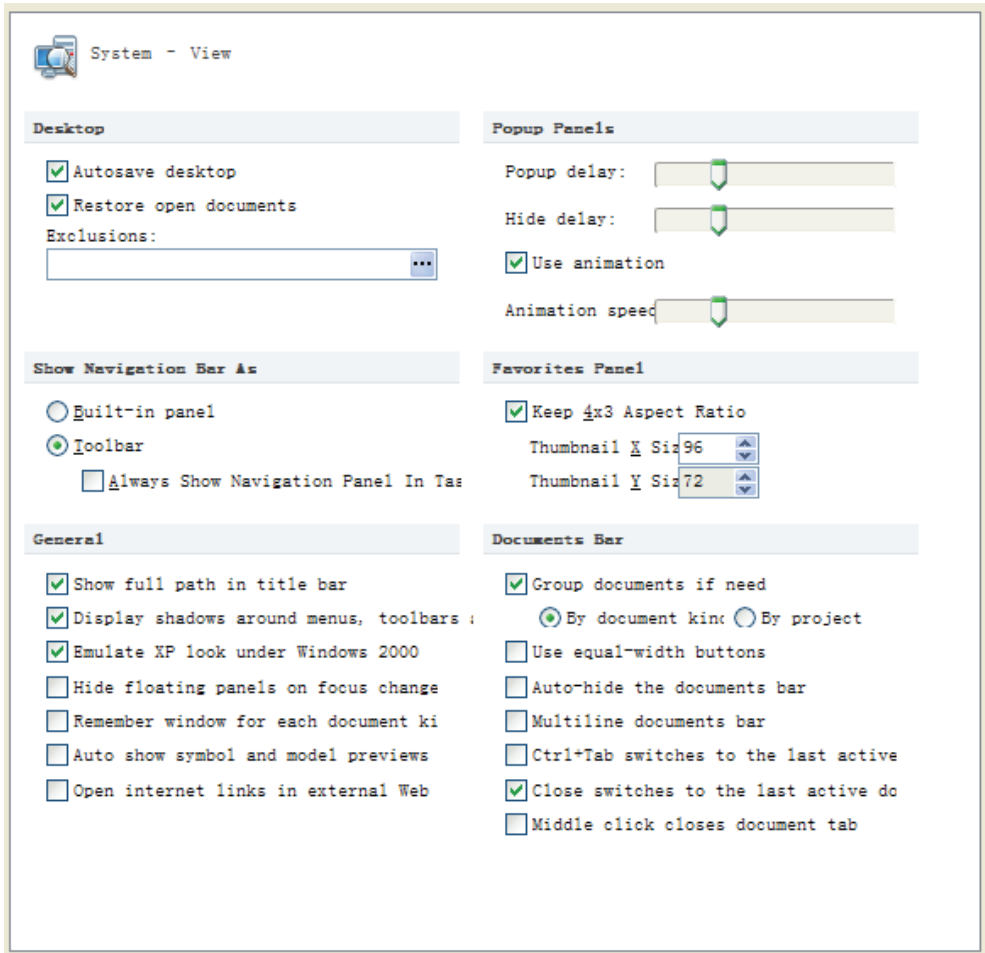 System - View
Desktop
Autosave desktop
Restore open documents
Exclusions:
...
Popup Panels
Popup delay:
Hide delay:
Use animation
Animation speed
Show Navigation Bar As
Built-in panel
Toolbar
Always Show Navigation Panel In Tas
Favorites Panel
Keep 4x3 Aspect Ratio
Thumbnail X Siz 96
Thumbnail Y Siz 72
General
Show full path in title bar
Display shadows around menus, toolbars
Emulate XP look under Windows 2000
Hide floating panels on focus change
Remember window for each document ki
Auto show symbol and model previews
Open internet links in external Web
Documents Bar
Group documents if need
By document kind By project
Use equal-width buttons
Auto-hide the documents bar
Multiline documents bar
Ctrl+Tab switches to the last active
Close switches to the last active do
Middle click closes document tab